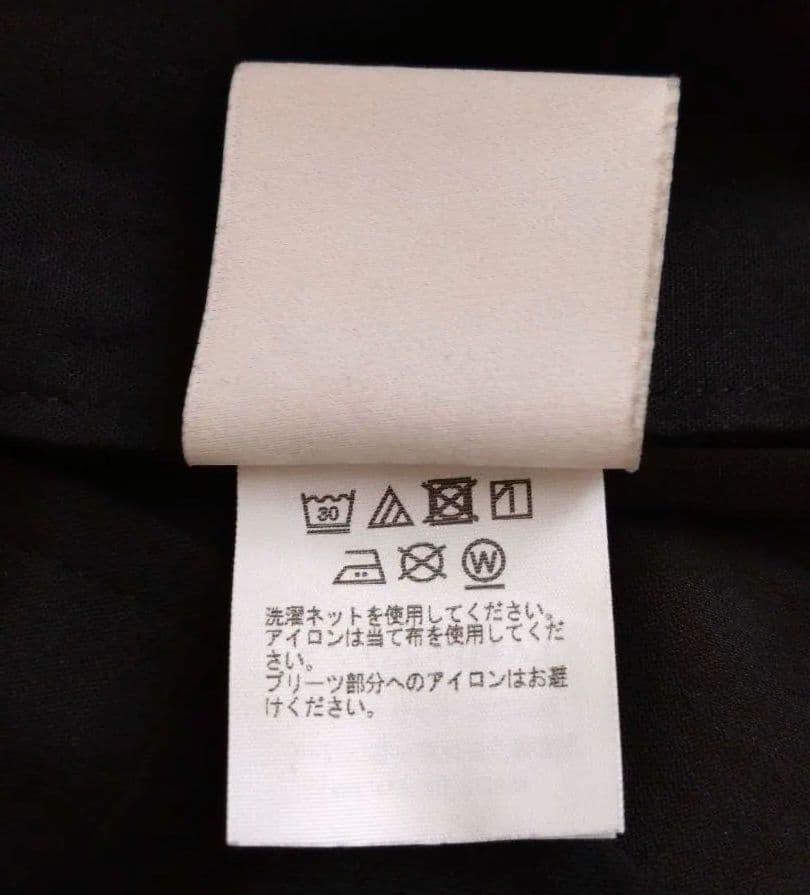 30
W
洗濯ネットを使用してください。
アイロンは当て布を使用してくだ
さい。
プリーツ部分へのアイロンはお避
けください。